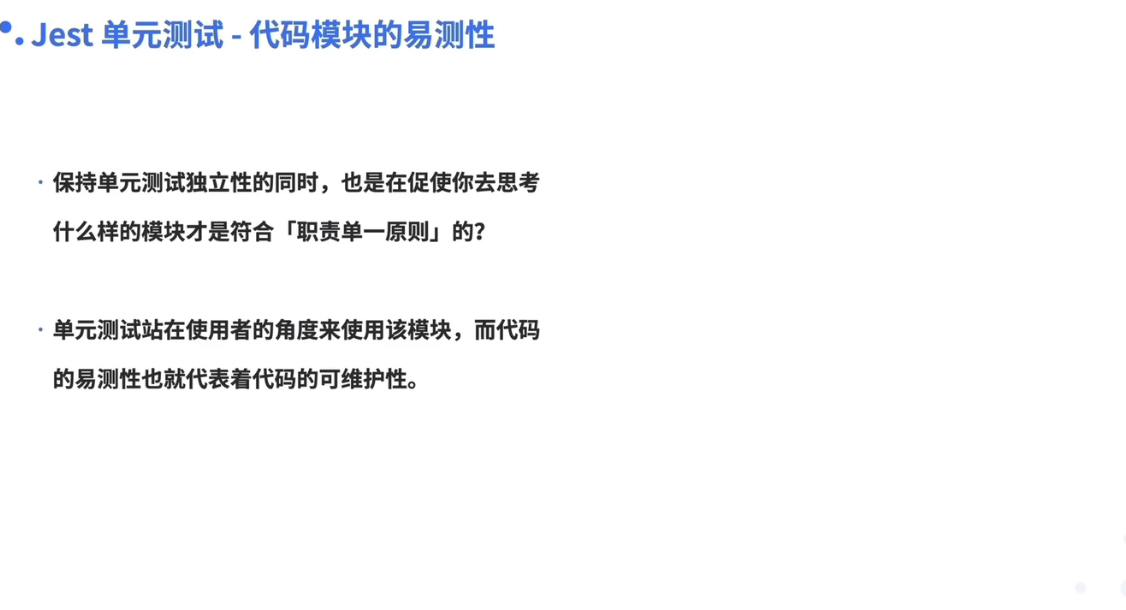 Jest 单元测试 - 代码模块的易测性
· 保持单元测试独立性的同时，也是在促使你去思考
什么样的模块才是符合「职责单一原则」的？
· 单元测试站在使用者的角度来使用该模块，而代码
的易测性也就代表着代码的可维护性。